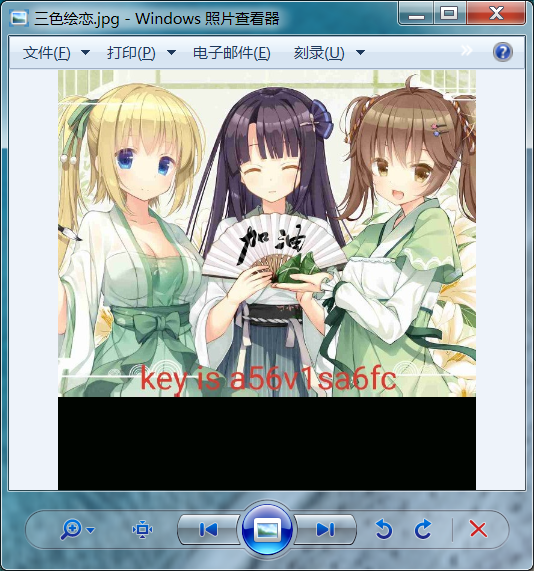 三色绘恋.jpg - Windows 照片查看器
文件(F) 打印(P) 电子邮件(E) 刻录(U) »
加油
key is a56v1sa6fc